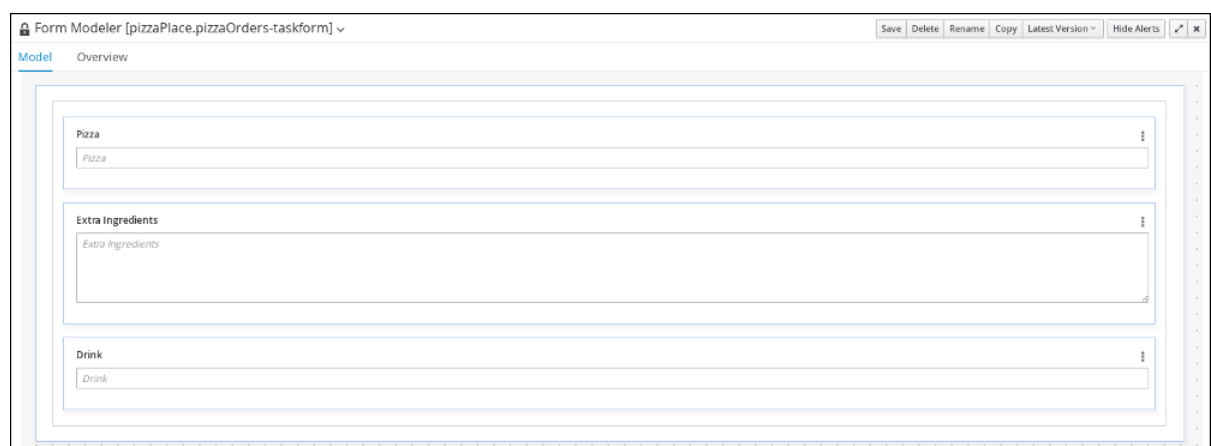 Form Modeler [pizzaPlace.pizzaOrders-taskform]
Save Delete Rename Copy Latest Version Hide Alerts
Model Overview
Pizza
Pizza
Extra Ingredients
Extra Ingredients
Drink
Drink